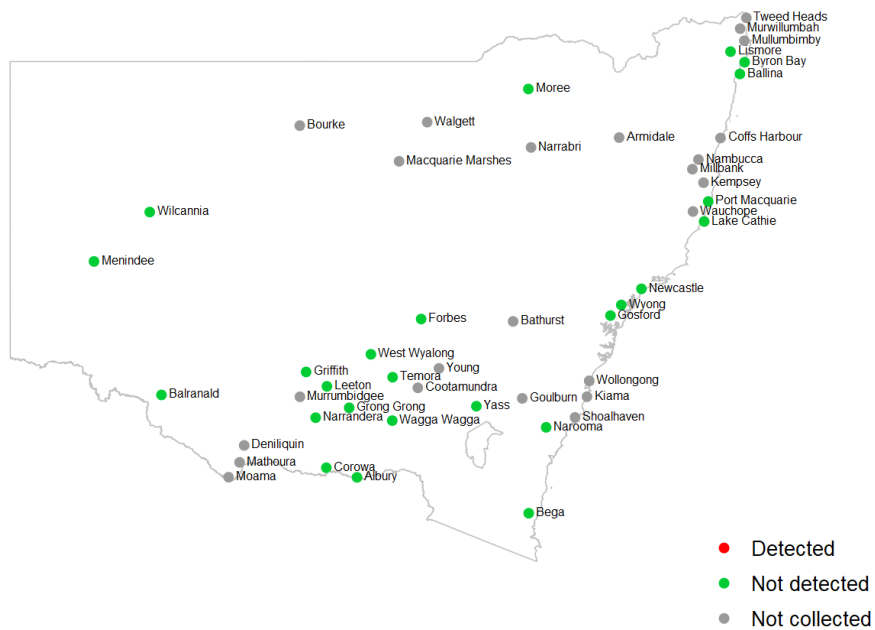 Tweed Heads
Murwillumbah
Mullumbimby
Lismore
Byron Bay
Ballina
Moree
Bourke
Walgett
Armidale
Coffs Harbour
Narrabri
Macquarie Marshes
Nambucca
Millbank
Kempsey
Port Macquarie
Wilcannia
Wauchope
Lake Cathie
Menindee
Newcastle
Wyong
Gosford
Forbes
Bathurst
West Wyalong
Young
Griffith
Temora
Wollongong
Leeton
Cootamundra
Balranald
Murrumbidgee
Goulburn
Kiama
Grong Grong
Yass
Narrandera
Wagga Wagga
Shoalhaven
Narooma
Deniliquin
Mathoura
Corowa
Moama
Albury
Bega
Detected
Not detected
Not collected